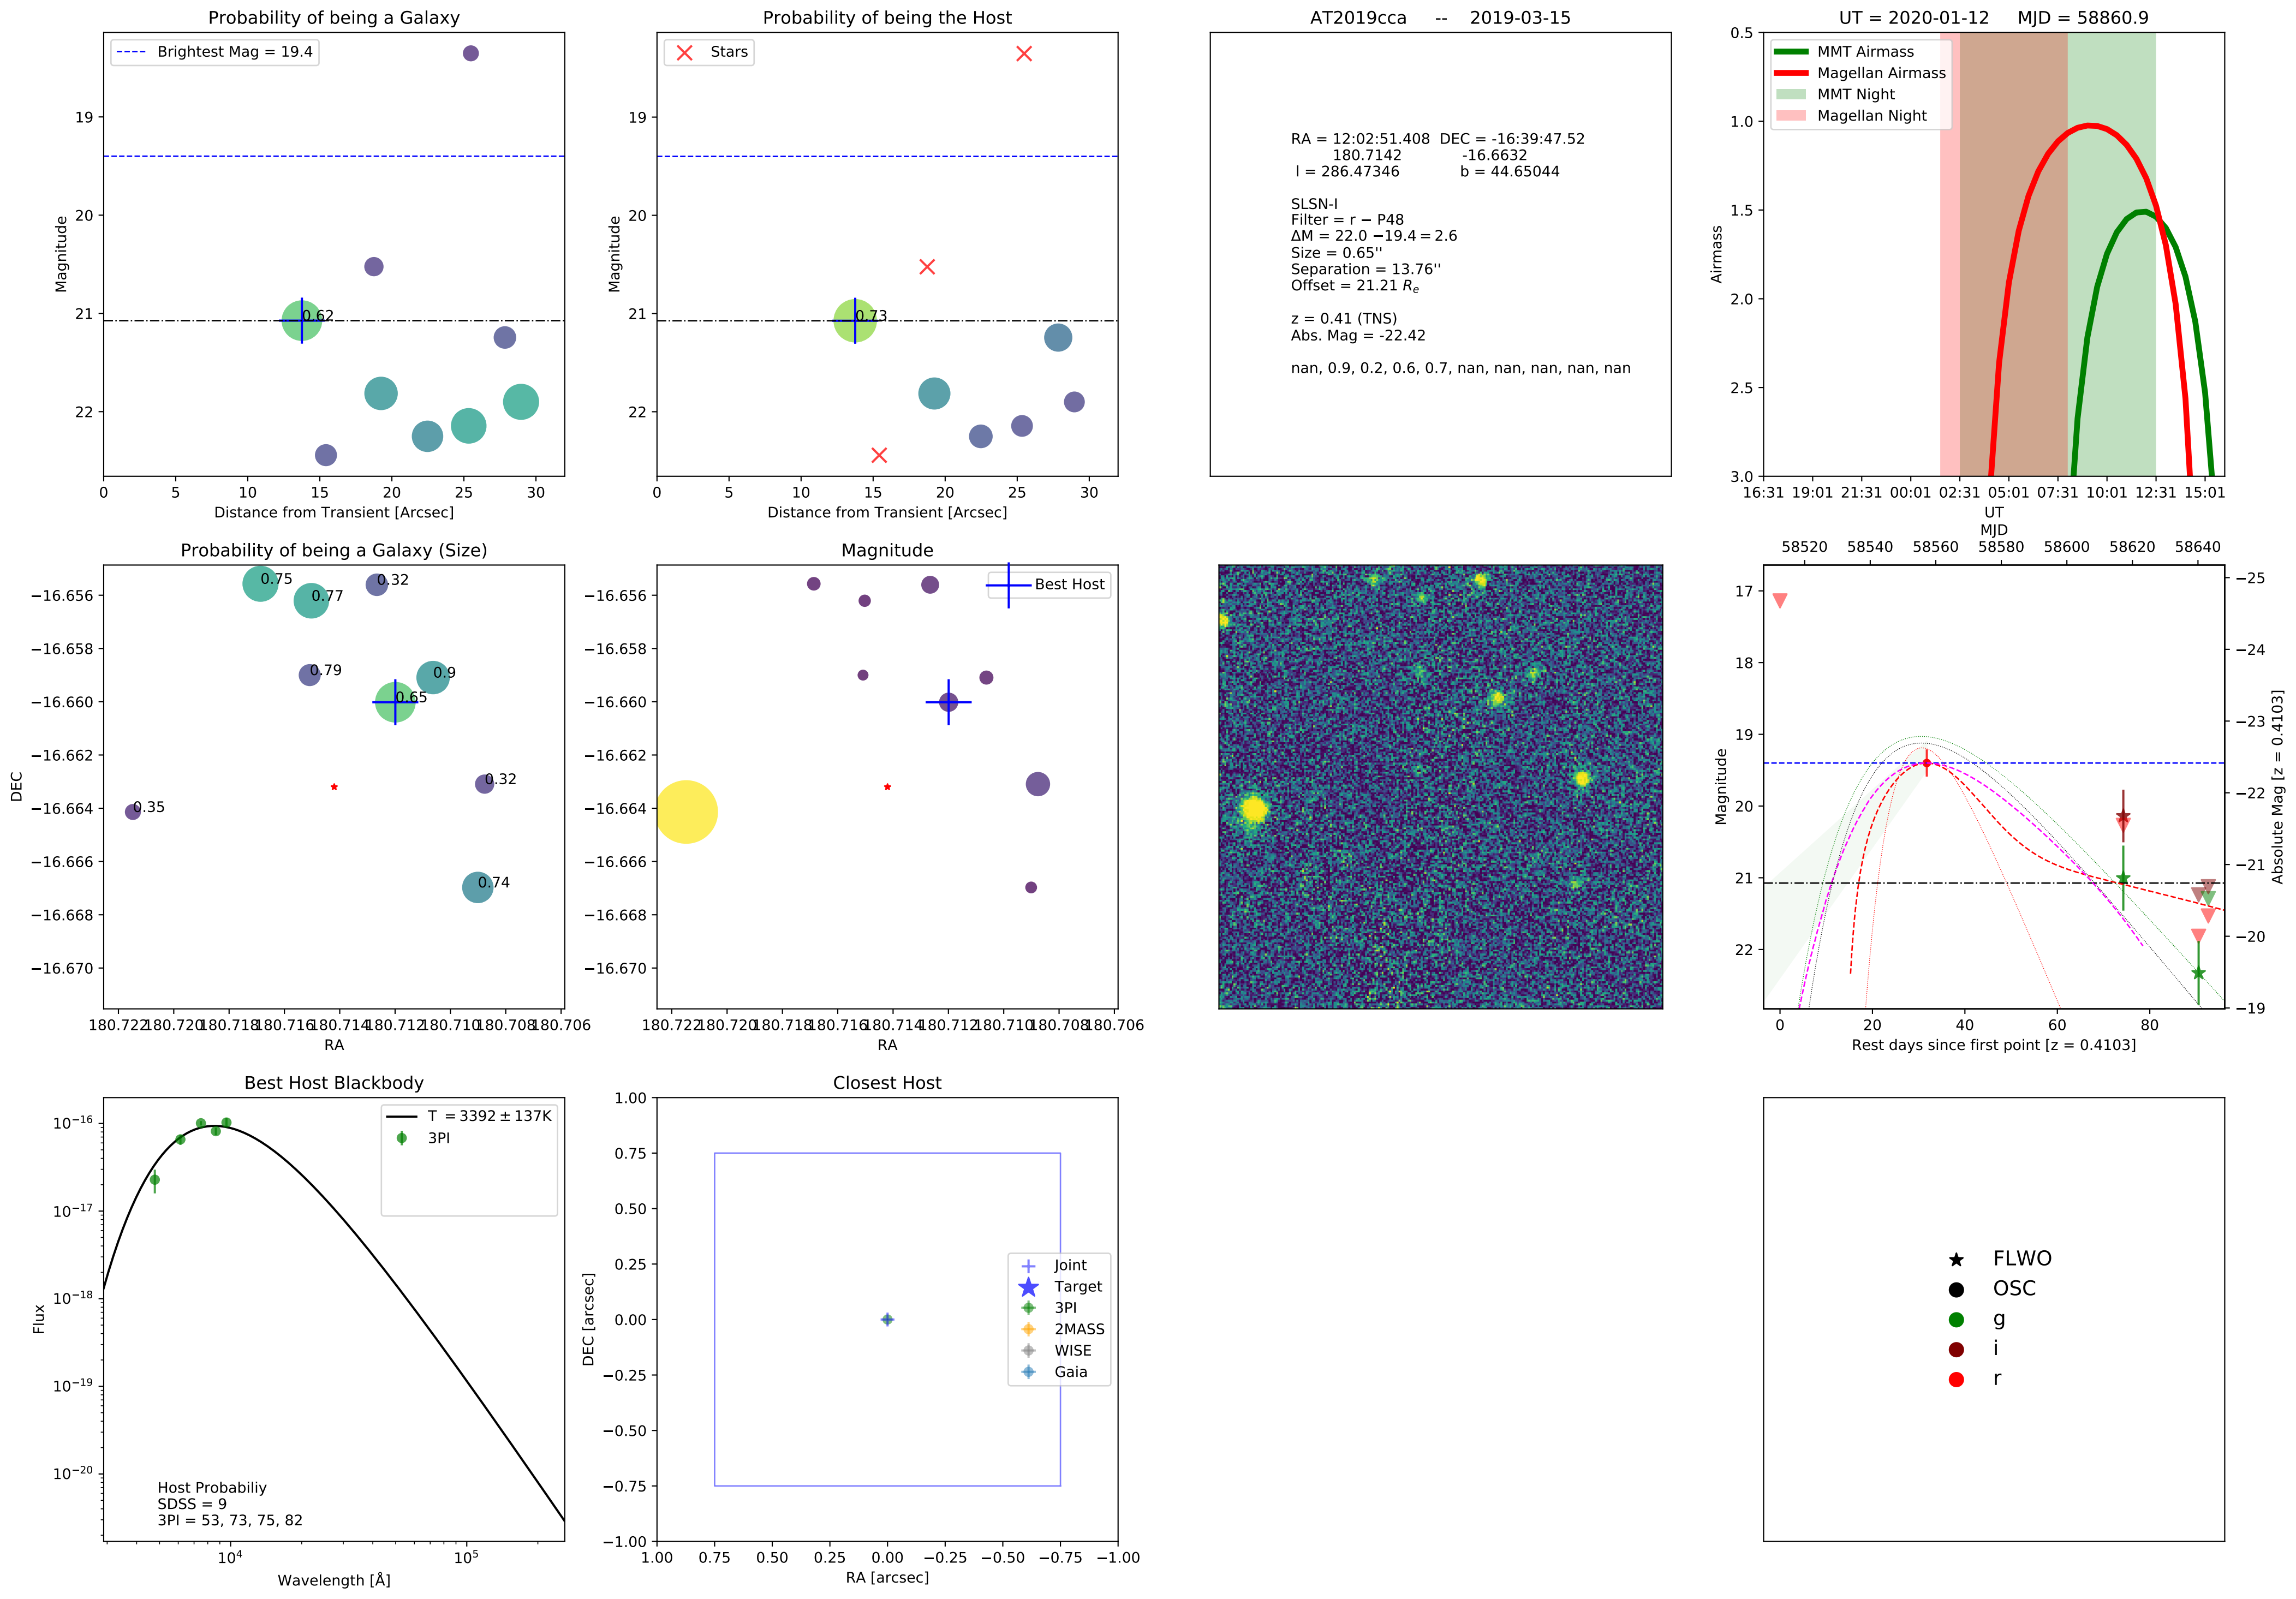 Probability of being a Galaxy
Brightest Mag = 19.4
0.62
19
20
21
22
Magnitude
0 5 10 15 20 25 30
Distance from Transient [Arcsec]
Probability of being the Host
Stars
0.73
19
20
21
22
Magnitude
0 5 10 15 20 25 30
Distance from Transient [Arcsec]
AT2019cca -- 2019-03-15
RA = 12:02:51.408 DEC = -16:39:47.52
180.7142 -16.6632
l = 286.47346 b = 44.65044
SLSN-I
Filter = r − P48
ΔM = 22.0 −19.4 = 2.6
Size = 0.65''
Separation = 13.76''
Offset = 21.21 Re
z = 0.41 (TNS)
Abs. Mag = -22.42
nan, 0.9, 0.2, 0.6, 0.7, nan, nan, nan, nan, nan
UT = 2020-01-12 MJD = 58860.9
MMT Airmass
Magellan Airmass
MMT Night
Magellan Night
0.5
1.0
1.5
2.0
2.5
3.0
Airmass
16:31 19:01 21:31 00:01 02:31 05:01 07:31 10:01 12:31 15:01
UT
Probability of being a Galaxy (Size)
0.75
0.77
0.32
0.79
0.9
0.65
0.32
0.35
0.74
−16.656
−16.658
−16.660
−16.662
−16.664
−16.666
−16.668
−16.670
DEC
180.722 180.720 180.718 180.716 180.714 180.712 180.710 180.708 180.706
RA
Magnitude
Best Host
−16.656
−16.658
−16.660
−16.662
−16.664
−16.666
−16.668
−16.670
180.722 180.720 180.718 180.716 180.714 180.712 180.710 180.708 180.706
RA
MJD
58520 58540 58560 58580 58600 58620 58640
17
18
19
20
21
22
Magnitude
−25
−24
−23
−22
−21
−20
−19
Absolute Mag [z = 0.4103]
0 20 40 60 80
Rest days since first point [z = 0.4103]
Best Host Blackbody
T = 3392 ± 137K
3PI
10−16
10−17
10−18
10−19
10−20
Flux
Host Probabiliy
SDSS = 9
3PI = 53, 73, 75, 82
104 105
Wavelength [Å]
Closest Host
Joint
Target
3PI
2MASS
WISE
Gaia
1.00
0.75
0.50
0.25
0.00
−0.25
−0.50
−0.75
−1.00
DEC [arcsec]
1.00 0.75 0.50 0.25 0.00 −0.25 −0.50 −0.75 −1.00
RA [arcsec]
FLWO
OSC
g
i
r